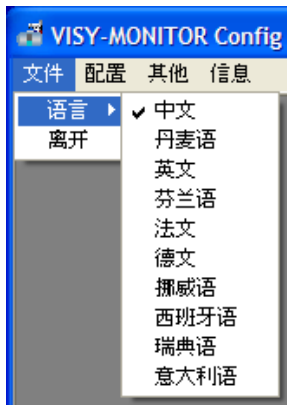 VISY-MONITOR Config
文件 配置 其他 信息
语言
离开
中文
丹麦语
英文
芬兰语
法文
德文
挪威语
西班牙语
瑞典语
意大利语